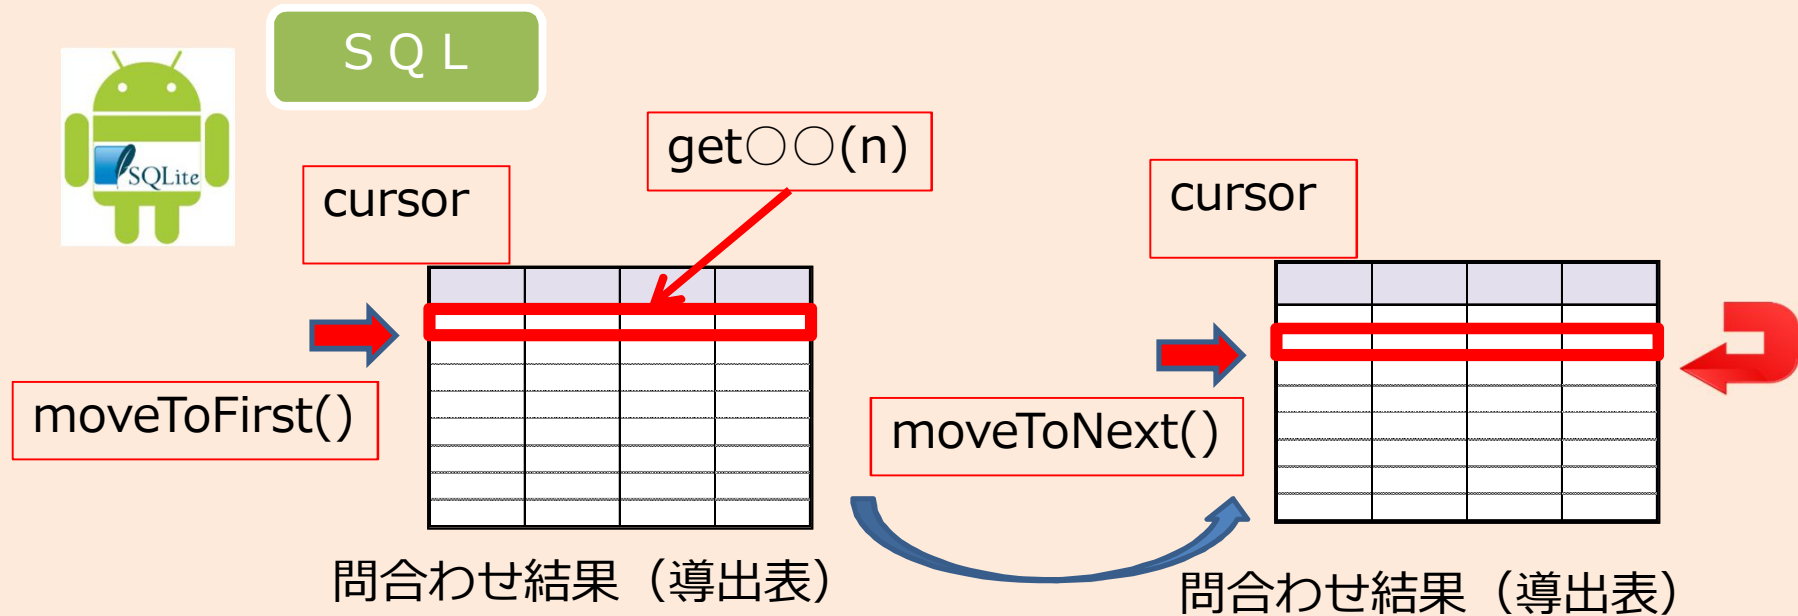 ＳＱＬ
SQLite
get○○(n)
cursor
moveToFirst()
問合わせ結果（導出表）
cursor
moveToNext()
問合わせ結果（導出表）